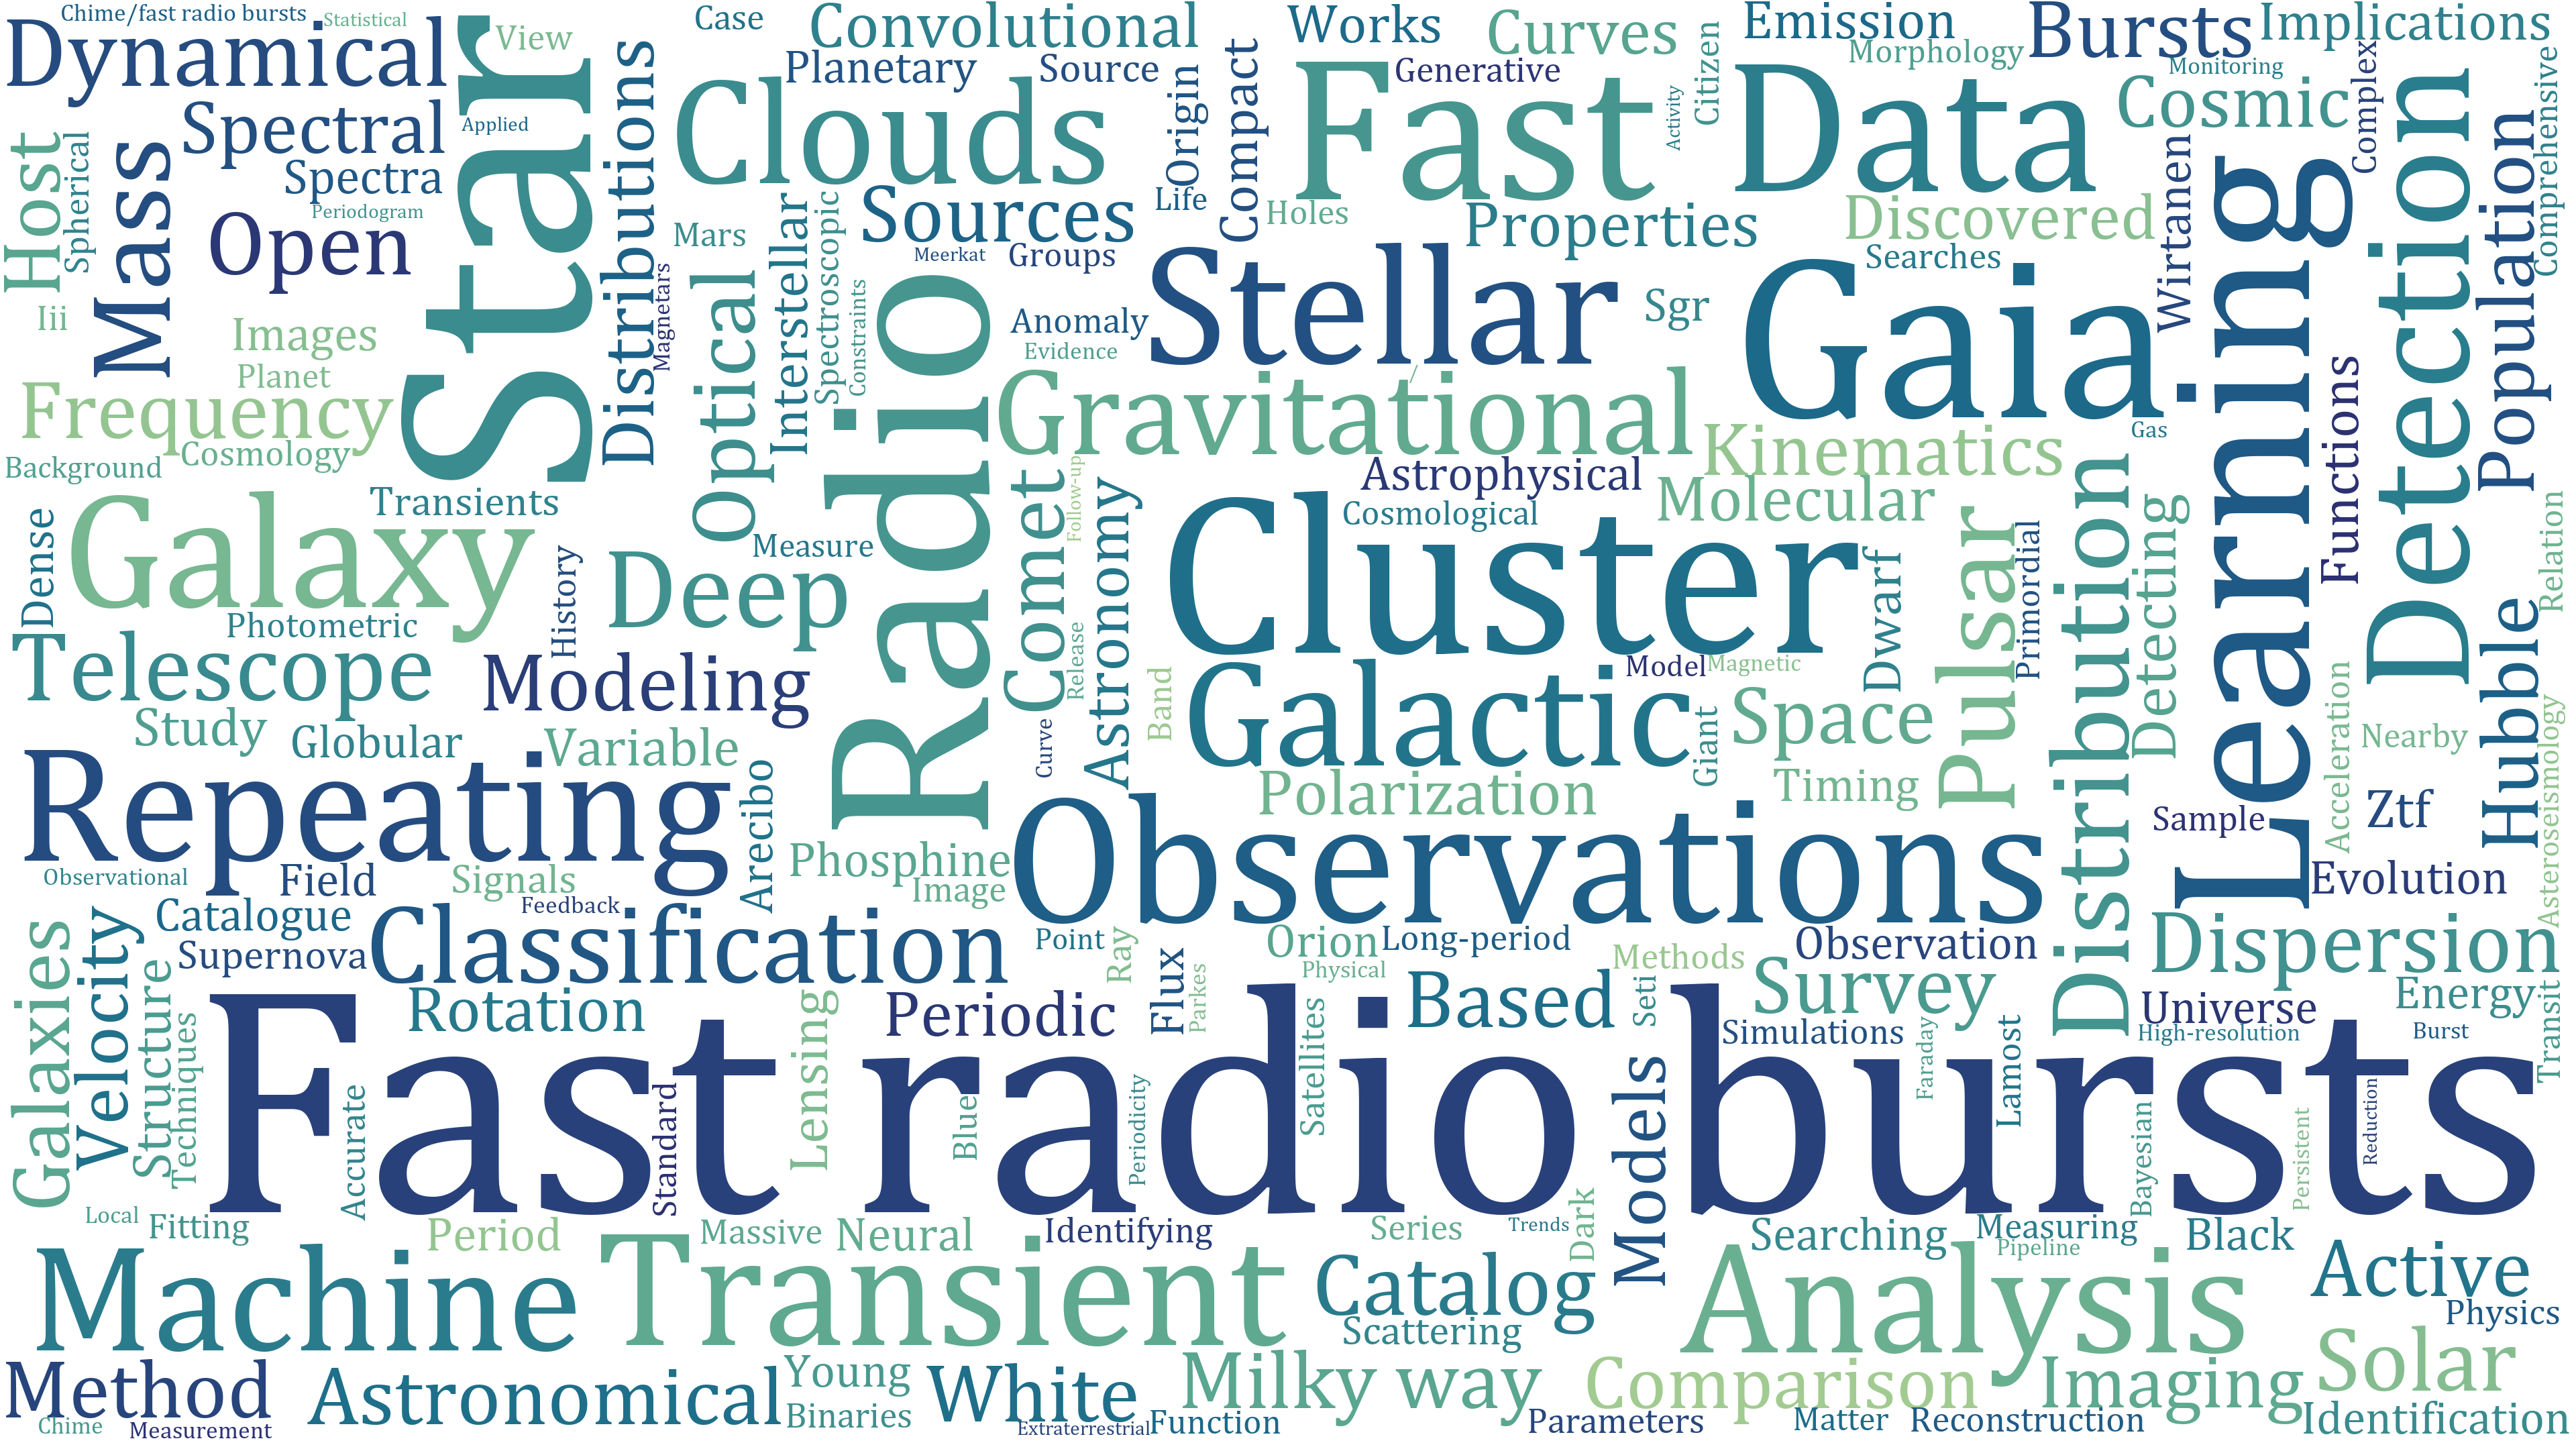 Chime/fast radio bursts
Statistical
Dynamical
View
Star
Case
Convolutional
Works
Curves
Emission
Bursts
Implications
Planetary
Source
Generative
Morphology
Monitoring
Citizen
Complex
Comprehensive
Spectral
Applied
Distributions
Clouds
Origin
Compact
Fast
Activity
Data
Cosmic
Detection
Host
Spherical
Mass
Spectra
Periodogram
Open
Mars
Interstellar
Spectroscopic
Sources
Life
Holes
Properties
Discovered
Wirtanen
Learning
Population
Iii
Images
Planet
Magnetars
Optical
Constraints
Meerkat
Groups
Stellar
Sgr
Searches
Gaia
Radio
Anomaly
Evidence
Frequency
Cosmology
Background
Gravitational
/
Kinematics
Gas
Functions
Transients
Galaxy
Comet
Follow-up
Astronomy
Astrophysical
Cosmological
Molecular
Dense
Photometric
History
Deep
Measure
Cluster
Dwarf
Pulsar
Primordial
Distribution
Detecting
Relation
Telescope
Modeling
Release
Galactic
Model
Magnetic
Hubble
Study
Globular
Variable
Curve
Band
Giant
Space
Acceleration
Nearby
Asteroseismology
Repeating
Arecibo
Polarization
Timing
Sample
Ztf
Observational
Field
Signals
Phosphine
Image
Observations
Evolution
Catalogue
Feedback
Supernova
Classification
Point
Ray
Orion
Long-period
Physical
Methods
Observation
Dispersion
Galaxies
Velocity
Structure
Techniques
Rotation
Lensing
Periodic
Flux
Parkes
Satellites
Based
Seti
Survey
Simulations
Lamost
Universe
High-resolution
Energy
Burst
Transit
Fast radio bursts
Accurate
Standard
Blue
Periodicity
Models
Faraday
Bayesian
Persistent
Reduction
Local
Fitting
Period
Massive
Neural
Identifying
Series
Trends
Dark
Searching
Measuring
Pipeline
Black
Machine
Transient
Catalog
Scattering
Analysis
Active
Physics
Method
Astronomical
Young
Binaries
White
Milky way
Comparison
Imaging
Solar
Chime
Measurement
Extraterrestrial
Function
Parameters
Matter
Reconstruction
Identification